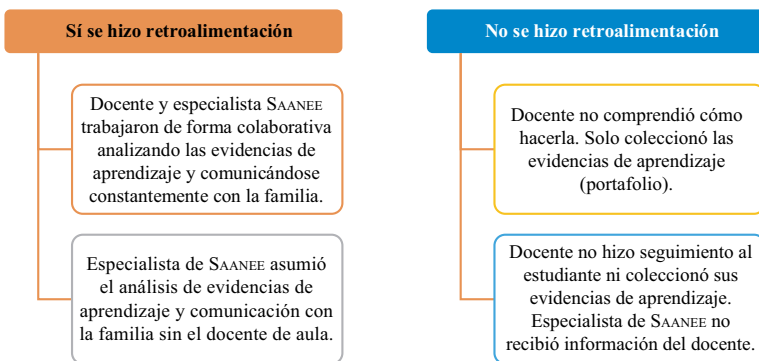 Sí se hizo retroalimentación
Docente y especialista SAANEE
trabajaron de forma colaborativa
analizando las evidencias de
aprendizaje y comunicándose
constantemente con la familia.
Especialista de SAANEE asumió
el análisis de evidencias de
aprendizaje y comunicación con
la familia sin el docente de aula.
No se hizo retroalimentación
Docente no comprendió cómo
hacerla. Solo coleccionó las
evidencias de aprendizaje
(portafolio).
Docente no hizo seguimiento al
estudiante ni coleccionó sus
evidencias de aprendizaje.
Especialista de SAANEE no
recibió información del docente.